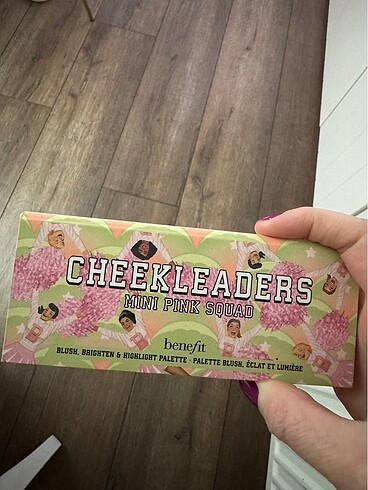 CHEEKLEADERS
MINI PINK SQUAD
benefit
BLUSH, BRIGHTEN & HIGHLIGHT PALETTE · PALETTE BLUSH, ÉCLAT ET LUMIÈRE